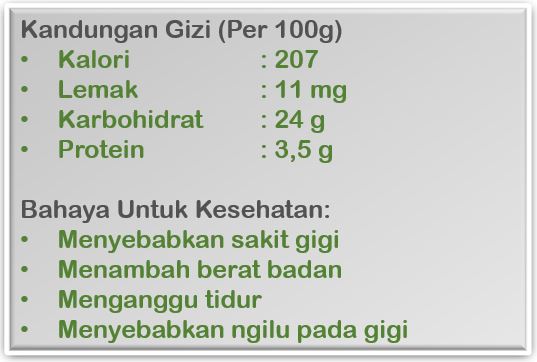 Kandungan Gizi (Per 100g)
• Kalori : 207
• Lemak : 11 mg
• Karbohidrat : 24 g
• Protein : 3,5 g
Bahaya Untuk Kesehatan:
• Menyebabkan sakit gigi
• Menambah berat badan
• Menganggu tidur
• Menyebabkan ngilu pada gigi